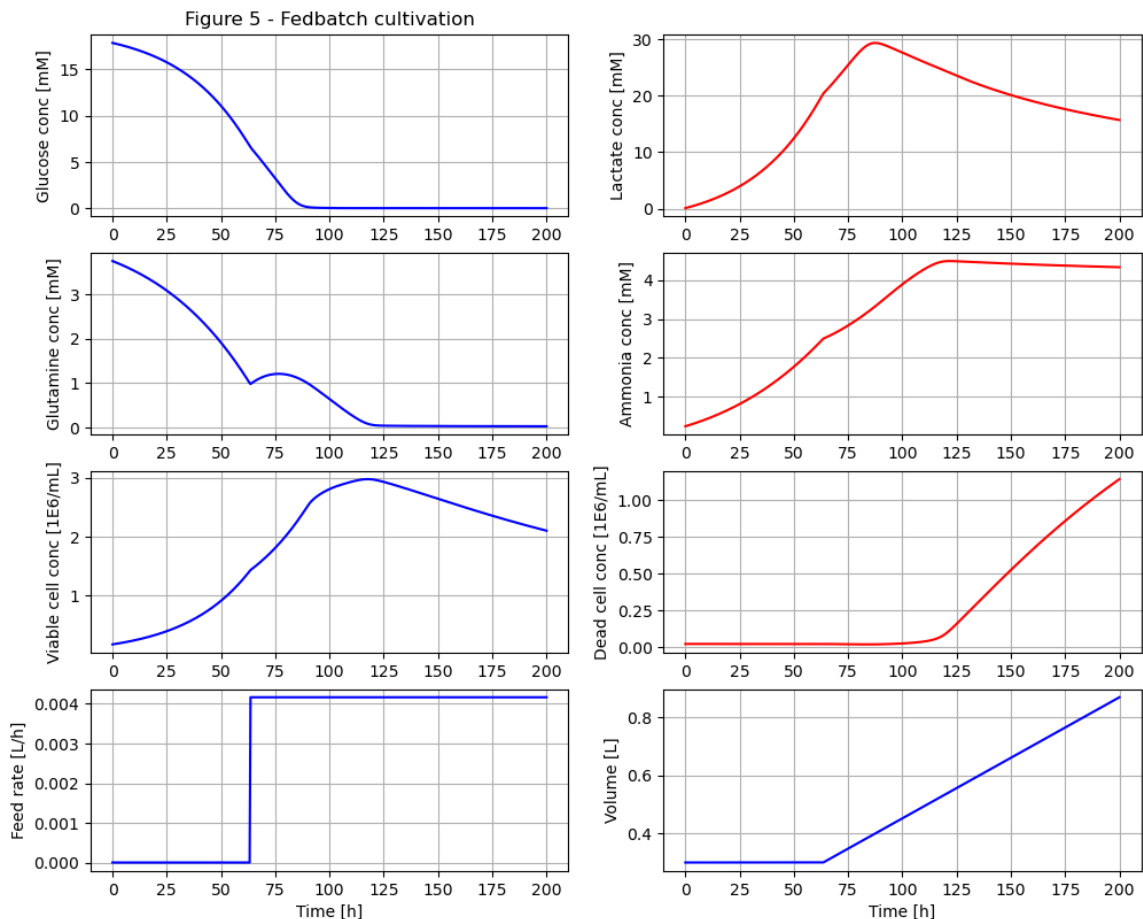 Figure 5 - Fedbatch cultivation
Glucose conc [mM]
15
10
5
0
0 25 50 75 100 125 150 175 200
Lactate conc [mM]
30
20
10
0
0 25 50 75 100 125 150 175 200
Glutamine conc [mM]
3
2
1
0
0 25 50 75 100 125 150 175 200
Ammonia conc [mM]
4
3
2
1
0 25 50 75 100 125 150 175 200
Viable cell conc [1E6/mL]
3
2
1
0 25 50 75 100 125 150 175 200
Dead cell conc [1E6/mL]
1.00
0.75
0.50
0.25
0.00
0 25 50 75 100 125 150 175 200
Feed rate [L/h]
0.004
0.003
0.002
0.001
0.000
0 25 50 75 100 125 150 175 200
Time [h]
Volume [L]
0.8
0.6
0.4
0 25 50 75 100 125 150 175 200
Time [h]